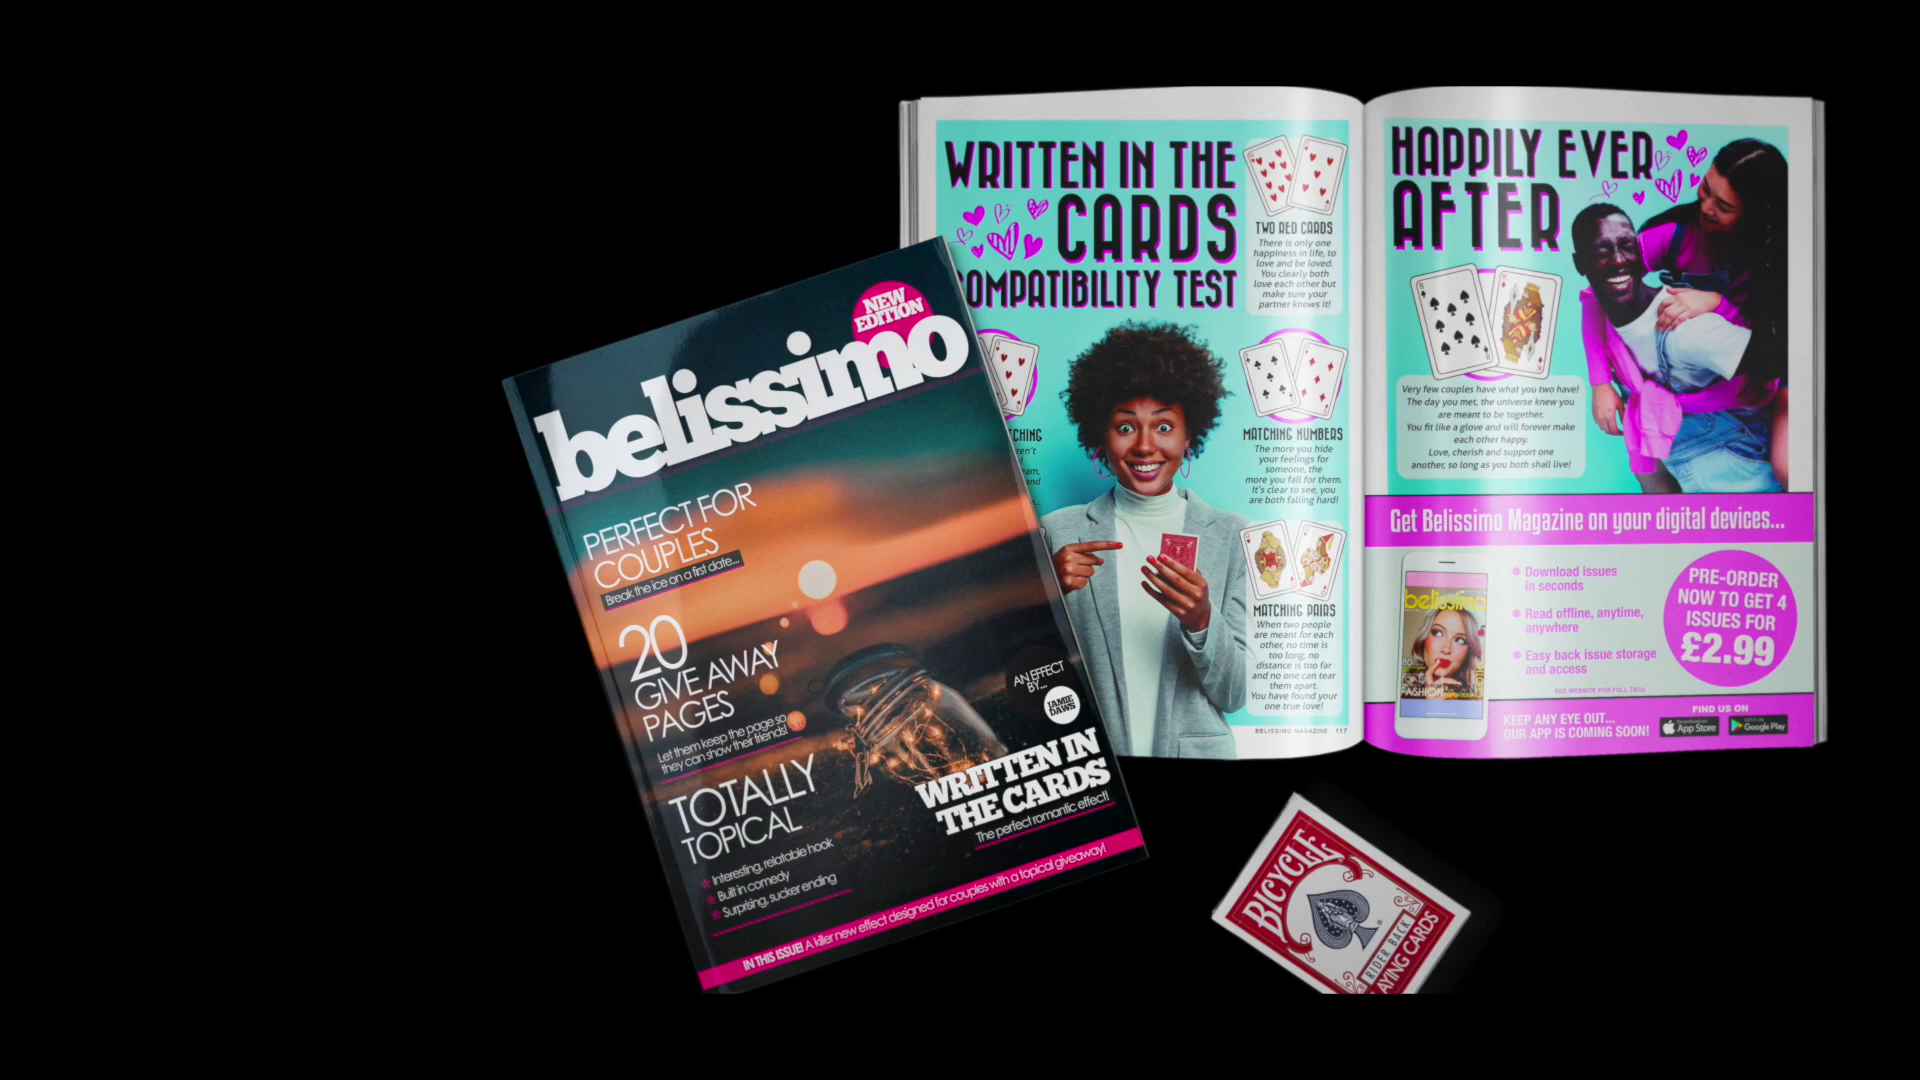 NEW
EDITION
belissimo
PERFECT FOR
COUPLES
Break the ice on a first date...
20
GIVE AWAY
PAGES
Let them keep the page so
they can show their friends!
TOTALLY
TOPICAL
Interesting, relatable hook
Built in comedy
Surprising, sucker ending
AN EFFECT
BY...
JAMIE
DAWS
WRITTEN IN
THE CARDS
The perfect romantic effect!
IN THIS ISSUE! A killer new effect designed for couples with a topical giveaway!
WRITTEN IN THE
CARDS
COMPATIBILITY TEST
TWO RED CARDS
There is only one
happiness in life, to
love and be loved.
You clearly both
love each other but
make sure your
partner knows it!
MATCHING NUMBERS
The more you hide
your feelings for
someone, the
more you fall for them.
It's clear to see, you
are both falling hard!
MATCHING PAIRS
When two people
are meant for each
other, no time is
too long, no
distance is too far
and no one can tear
them apart.
You have found your
one true love!
BELISSIMO MAGAZINE 117
HAPPILY EVER
AFTER
Very few couples have what you two have!
The day you met, the universe knew you
are meant to be together.
You fit like a glove and will forever make
each other happy.
Love, cherish and support one
another, so long as you both shall live!
Get Belissimo Magazine on your digital devices...
belissimo
FASHION
Download issues
in seconds
Read offline, anytime,
anywhere
Easy back issue storage
and access
SEE WEBSITE FOR FULL T&Cs
PRE-ORDER
NOW TO GET 4
ISSUES FOR
£2.99
KEEP ANY EYE OUT...
OUR APP IS COMING SOON!
FIND US ON
App Store
Google Play
BICYCLE
RIDER BACK
PLAYING CARDS